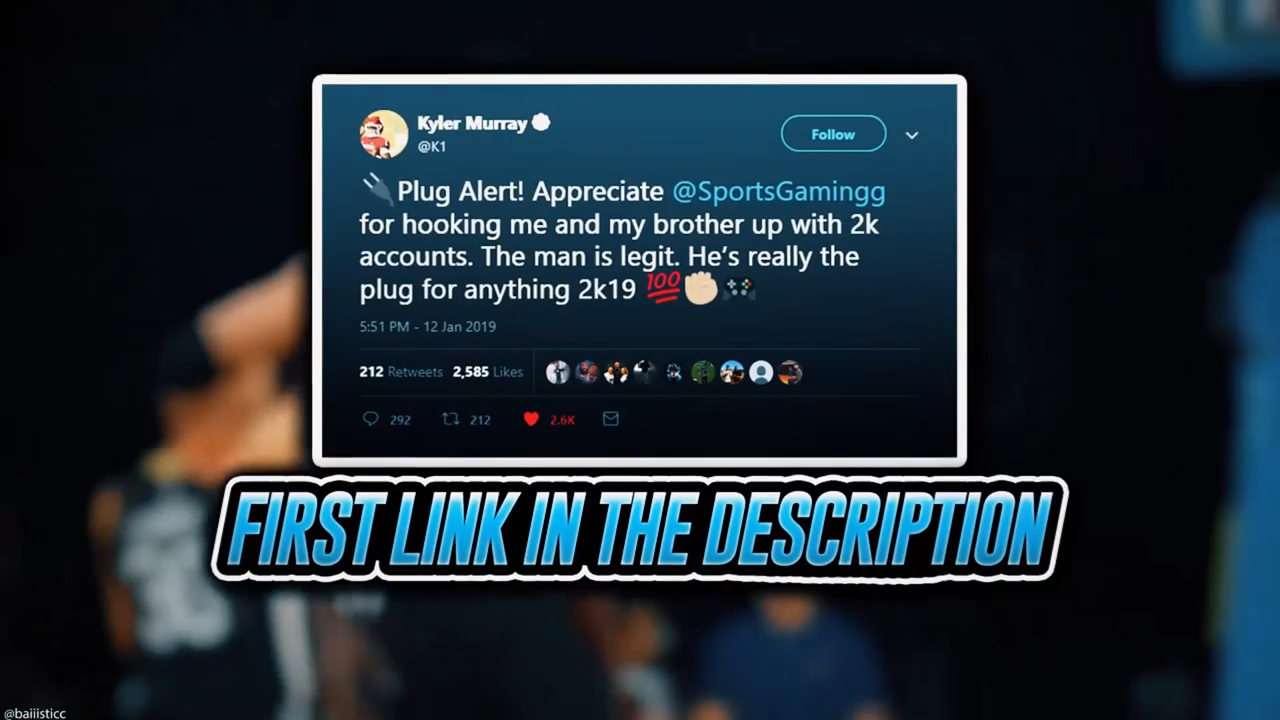 Kyler Murray
@K1
Follow
🔌Plug Alert! Appreciate @SportsGamingg
for hooking me and my brother up with 2k
accounts. The man is legit. He’s really the
plug for anything 2k19 💯✊🏼🎮
5:51 PM - 12 Jan 2019
212 Retweets 2,585 Likes
292 212 2.6K
FIRST LINK IN THE DESCRIPTION
@baiiisticc